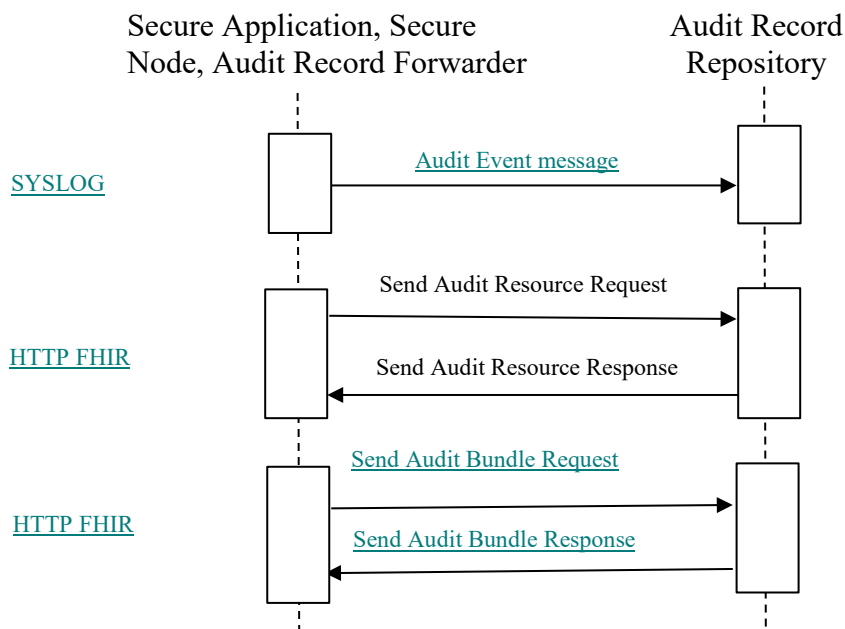 Secure Application, Secure
Node, Audit Record Forwarder
Audit Record
Repository
SYSLOG
Audit Event message
Send Audit Resource Request
HTTP FHIR
Send Audit Resource Response
Send Audit Bundle Request
HTTP FHIR
Send Audit Bundle Response